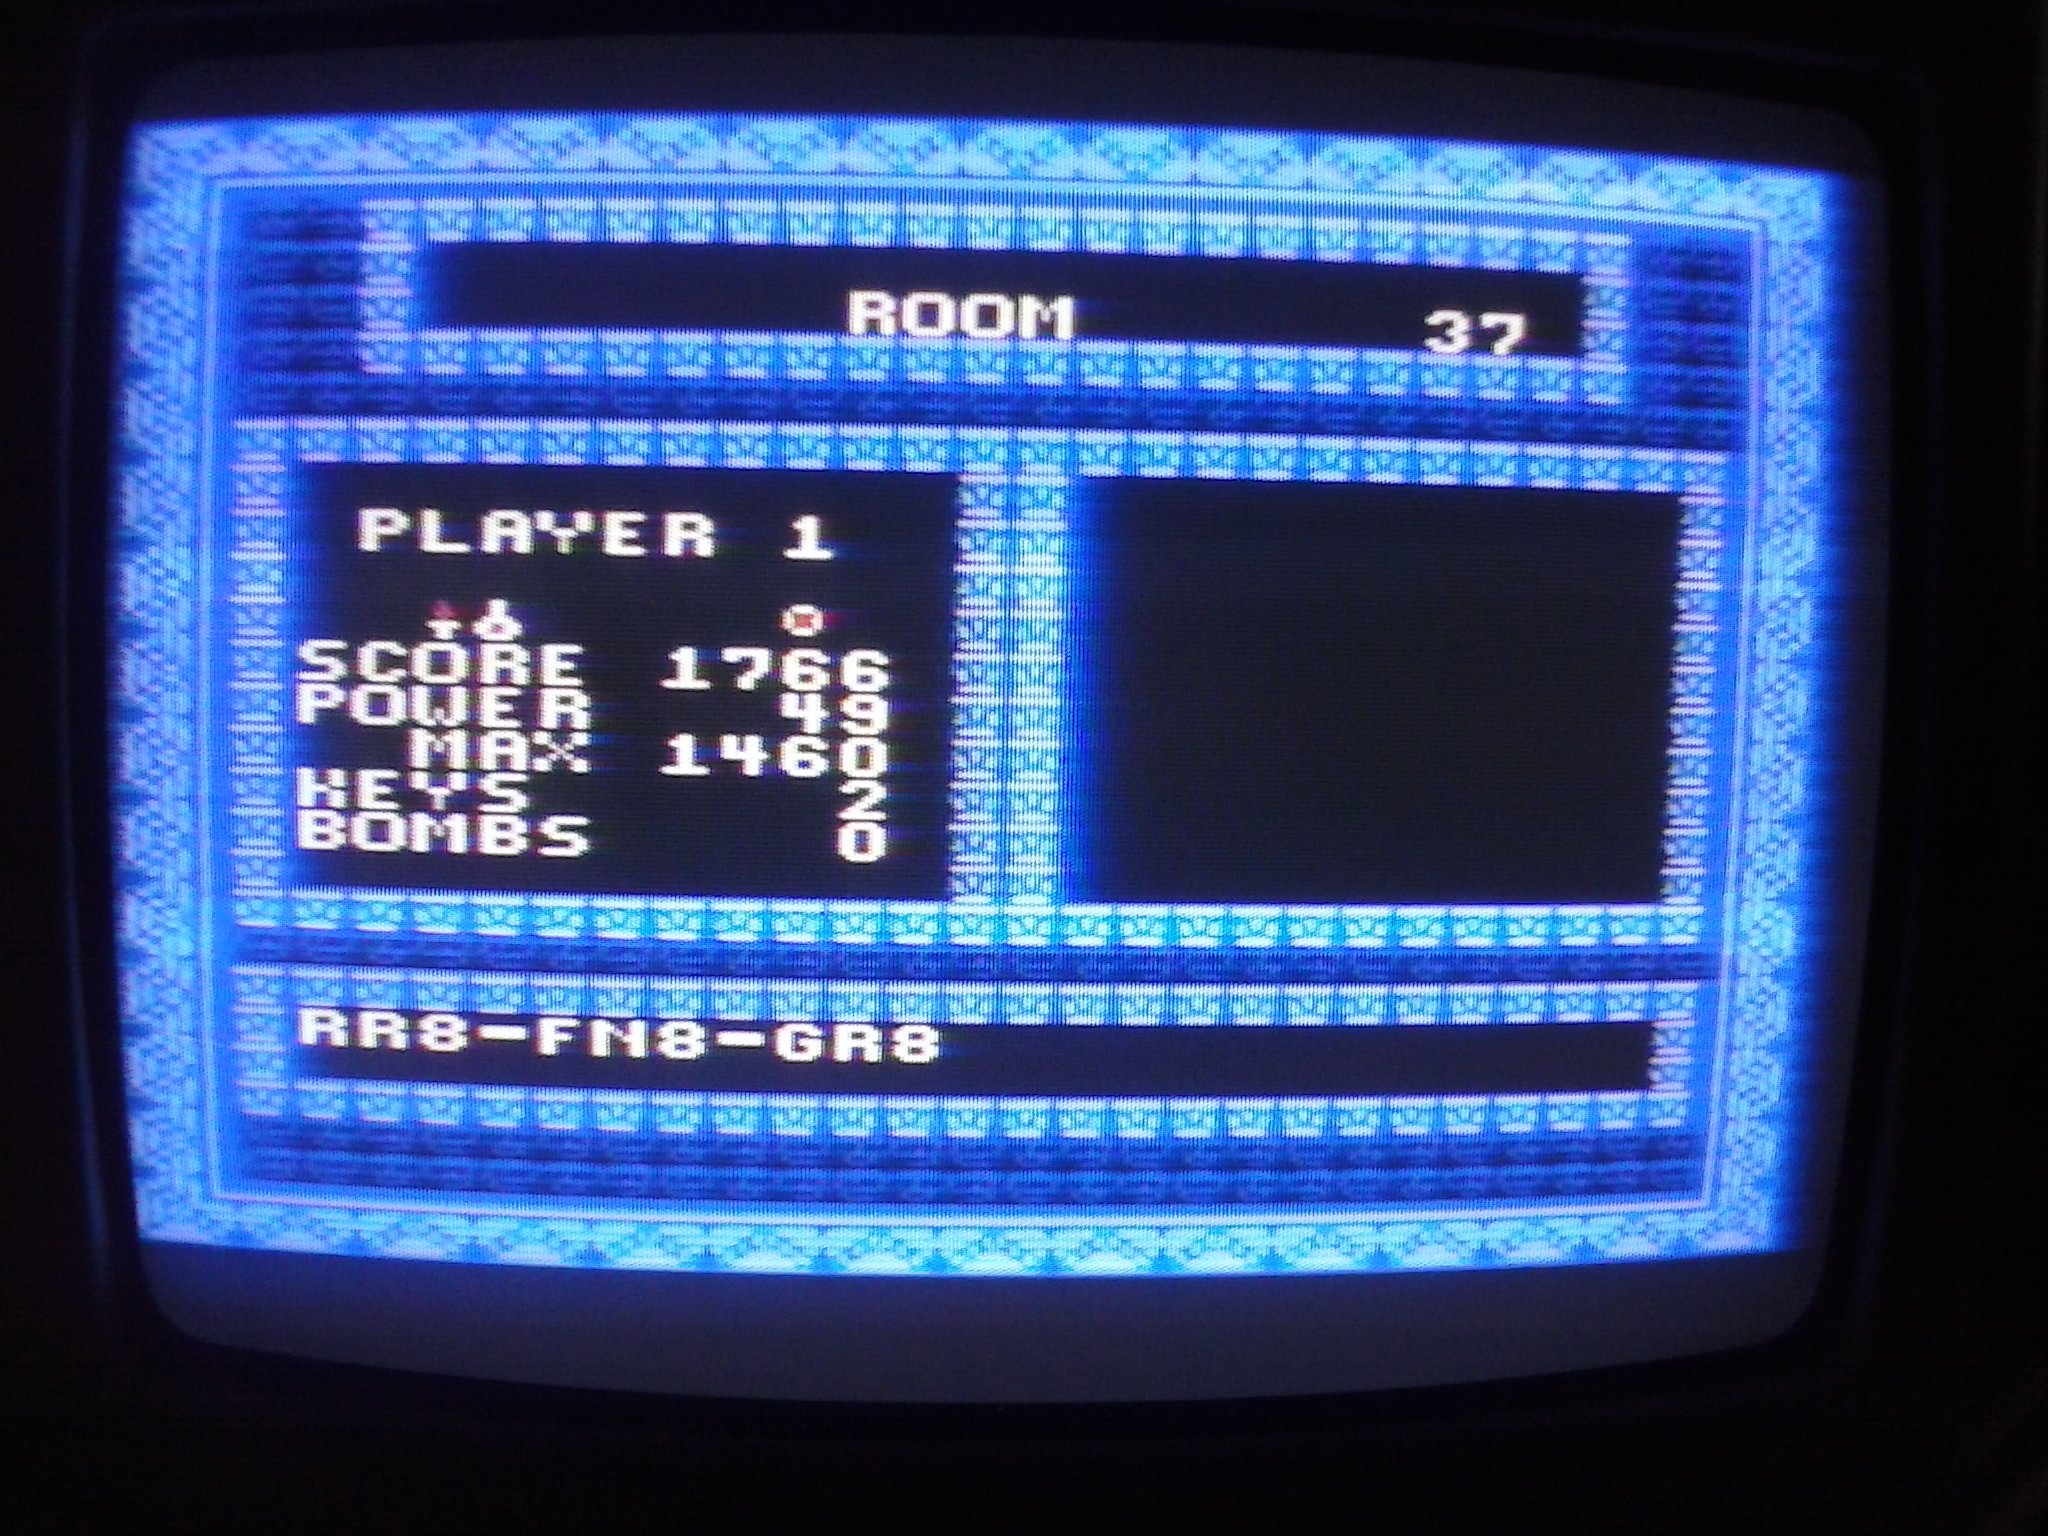 ROOM 37
PLAYER 1
SCORE 1766
POWER 49
MAX 1460
KEYS 2
BOMBS 0
RR8-FN8-GR8